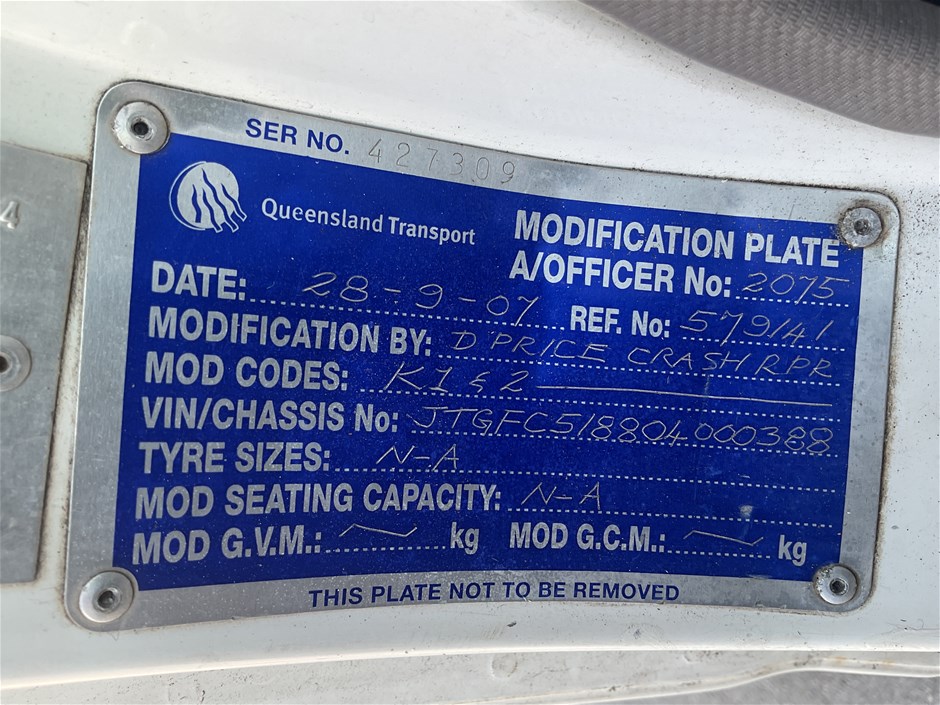 SER NO. 427309
Queensland Transport
MODIFICATION PLATE
A/OFFICER No: 2075
DATE: 28-9-07 REF. No: 579141
MODIFICATION BY: D'PRICE CRASH RPR
MOD CODES: K1 & 2
VIN/CHASSIS No: JTGFC518804000388
TYRE SIZES: N-A
MOD SEATING CAPACITY: N-A
MOD G.V.M.: ~ kg MOD G.C.M.: ~ kg
THIS PLATE NOT TO BE REMOVED
4